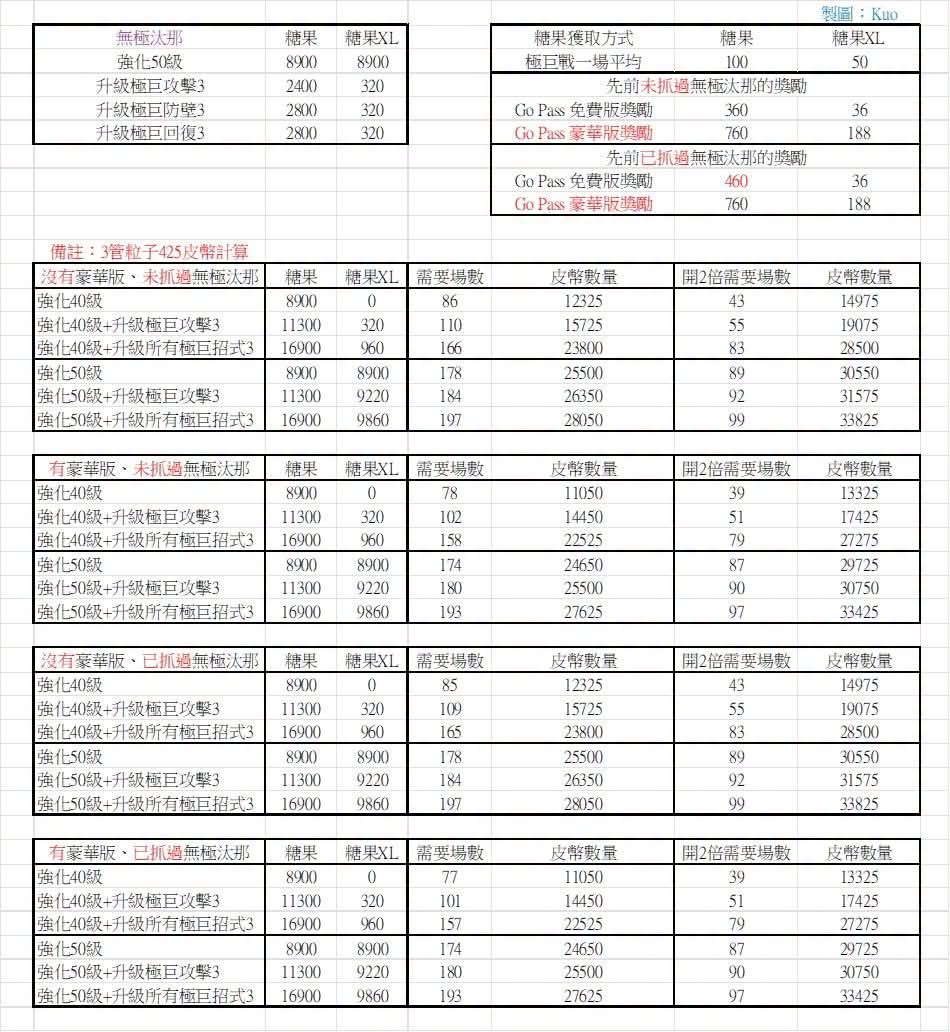 製圖：Kuo
無極汰那 糖果 糖果XL
強化50級 8900 8900
升級極巨攻擊3 2400 320
升級極巨防壁3 2800 320
升級極巨回復3 2800 320
糖果獲取方式 糖果 糖果XL
極巨戰一場平均 100 50
先前未抓過無極汰那的獎勵
Go Pass 免費版獎勵 360 36
Go Pass 豪華版獎勵 760 188
先前已抓過無極汰那的獎勵
Go Pass 免費版獎勵 460 36
Go Pass 豪華版獎勵 760 188
備註：3管粒子425皮幣計算
沒有豪華版、未抓過無極汰那 糖果 糖果XL 需要場數 皮幣數量 開2倍需要場數 皮幣數量
強化40級 8900 0 86 12325 43 14975
強化40級+升級極巨攻擊3 11300 320 110 15725 55 19075
強化40級+升級所有極巨招式3 16900 960 166 23800 83 28500
強化50級 8900 8900 178 25500 89 30550
強化50級+升級極巨攻擊3 11300 9220 184 26350 92 31575
強化50級+升級所有極巨招式3 16900 9860 197 28050 99 33825
有豪華版、未抓過無極汰那 糖果 糖果XL 需要場數 皮幣數量 開2倍需要場數 皮幣數量
強化40級 8900 0 78 11050 39 13325
強化40級+升級極巨攻擊3 11300 320 102 14450 51 17425
強化40級+升級所有極巨招式3 16900 960 158 22525 79 27275
強化50級 8900 8900 174 24650 87 29725
強化50級+升級極巨攻擊3 11300 9220 180 25500 90 30750
強化50級+升級所有極巨招式3 16900 9860 193 27625 97 33425
沒有豪華版、已抓過無極汰那 糖果 糖果XL 需要場數 皮幣數量 開2倍需要場數 皮幣數量
強化40級 8900 0 85 12325 43 14975
強化40級+升級極巨攻擊3 11300 320 109 15725 55 19075
強化40級+升級所有極巨招式3 16900 960 165 23800 83 28500
強化50級 8900 8900 178 25500 89 30550
強化50級+升級極巨攻擊3 11300 9220 184 26350 92 31575
強化50級+升級所有極巨招式3 16900 9860 197 28050 99 33825
有豪華版、已抓過無極汰那 糖果 糖果XL 需要場數 皮幣數量 開2倍需要場數 皮幣數量
強化40級 8900 0 77 11050 39 13325
強化40級+升級極巨攻擊3 11300 320 101 14450 51 17425
強化40級+升級所有極巨招式3 16900 960 157 22525 79 27275
強化50級 8900 8900 174 24650 87 29725
強化50級+升級極巨攻擊3 11300 9220 180 25500 90 30750
強化50級+升級所有極巨招式3 16900 9860 193 27625 97 33425